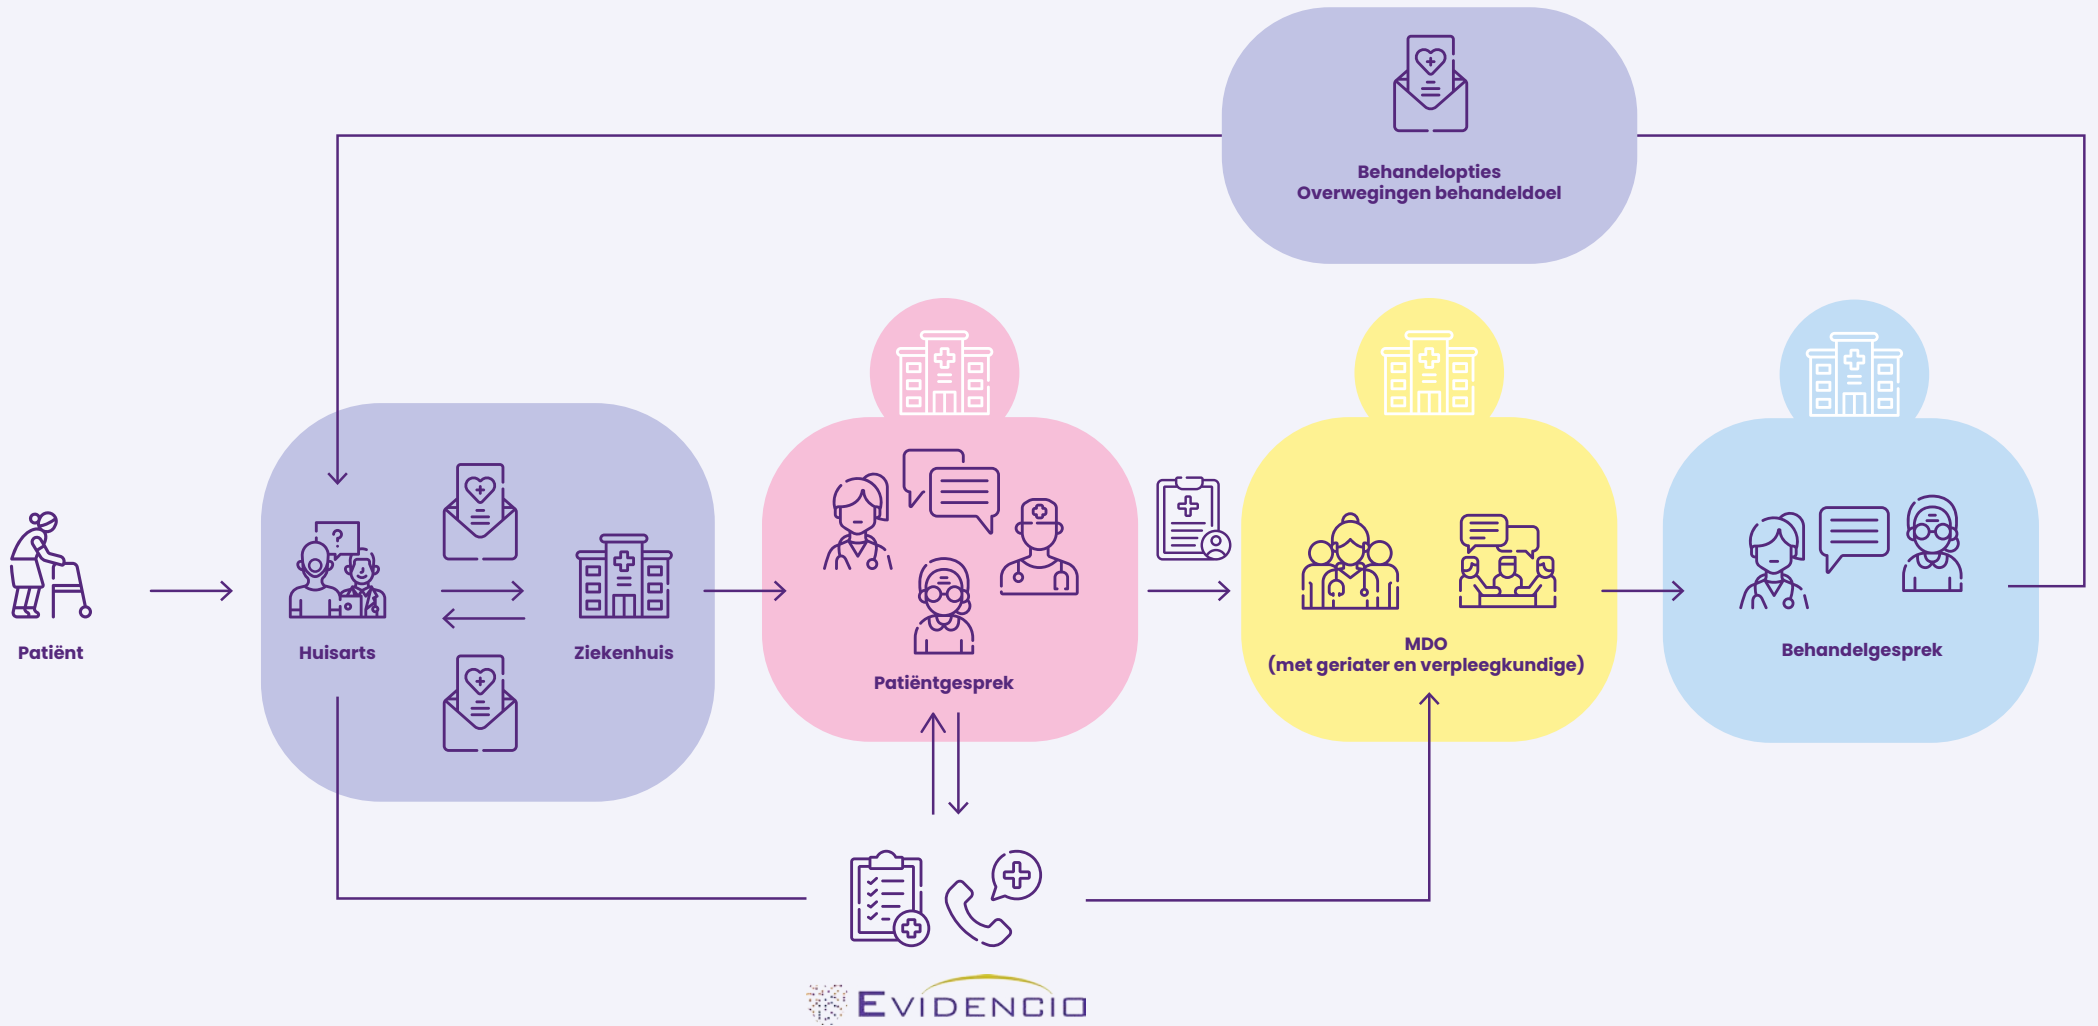 Behandelopties
Overwegingen behandeldoel
?
Patiënt
Huisarts
Ziekenhuis
Patiëntgesprek
MDO
(met geriater en verpleegkundige)
Behandelgesprek
EVIDENCIO